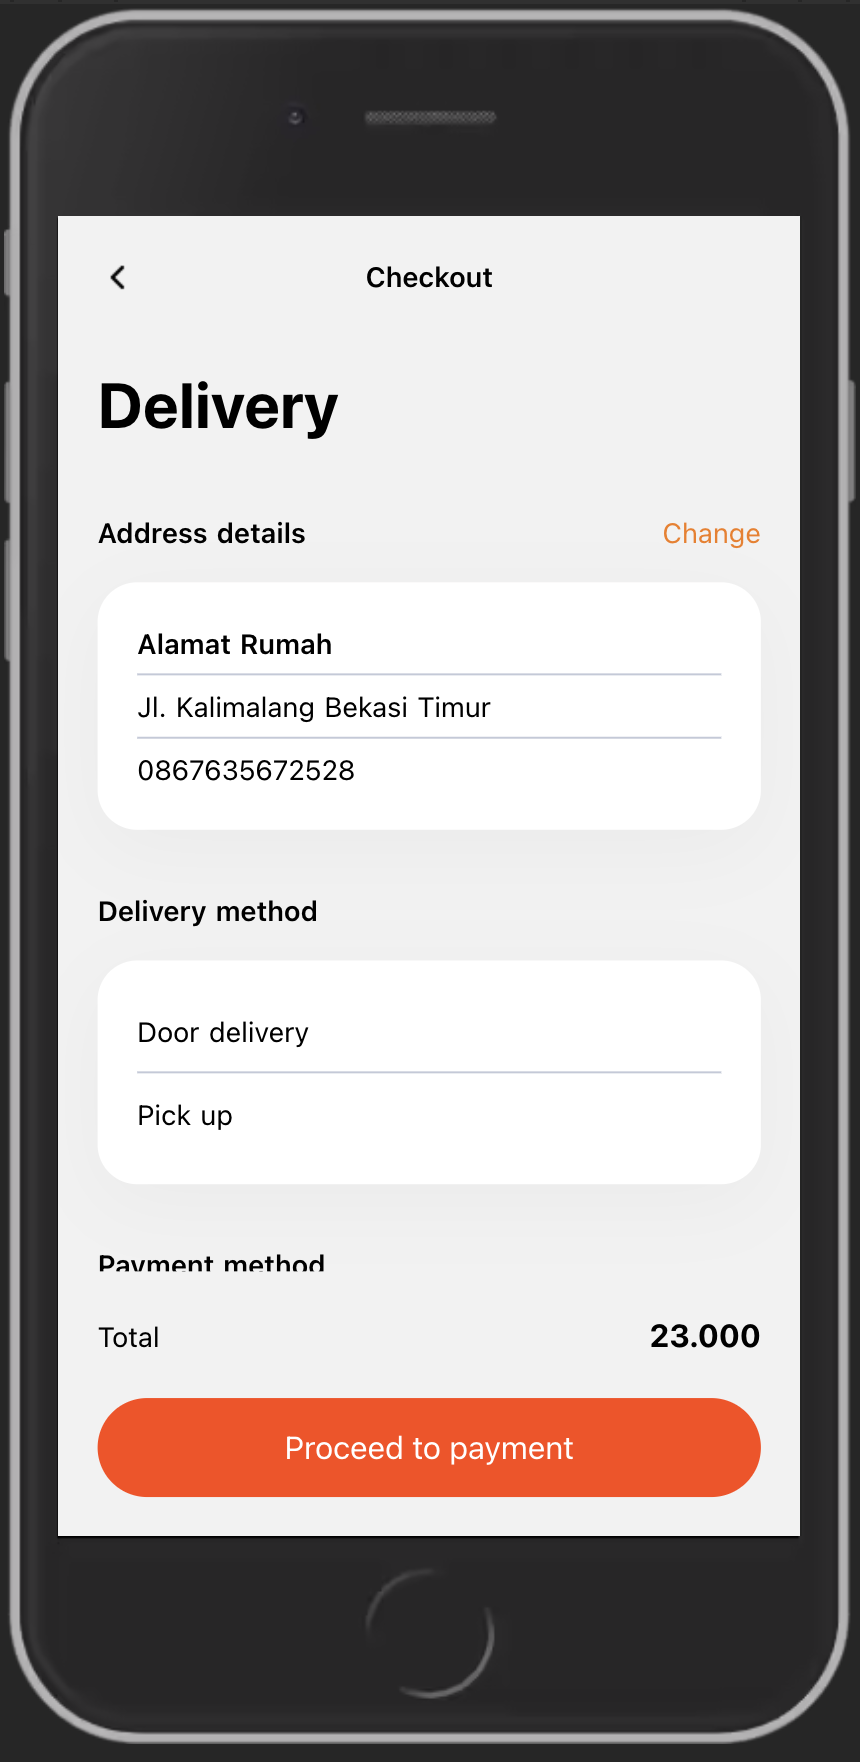 Checkout
Delivery
Address details
Change
Alamat Rumah
Jl. Kalimalang Bekasi Timur
0867635672528
Delivery method
Door delivery
Pick up
Payment method
Total
23.000
Proceed to payment